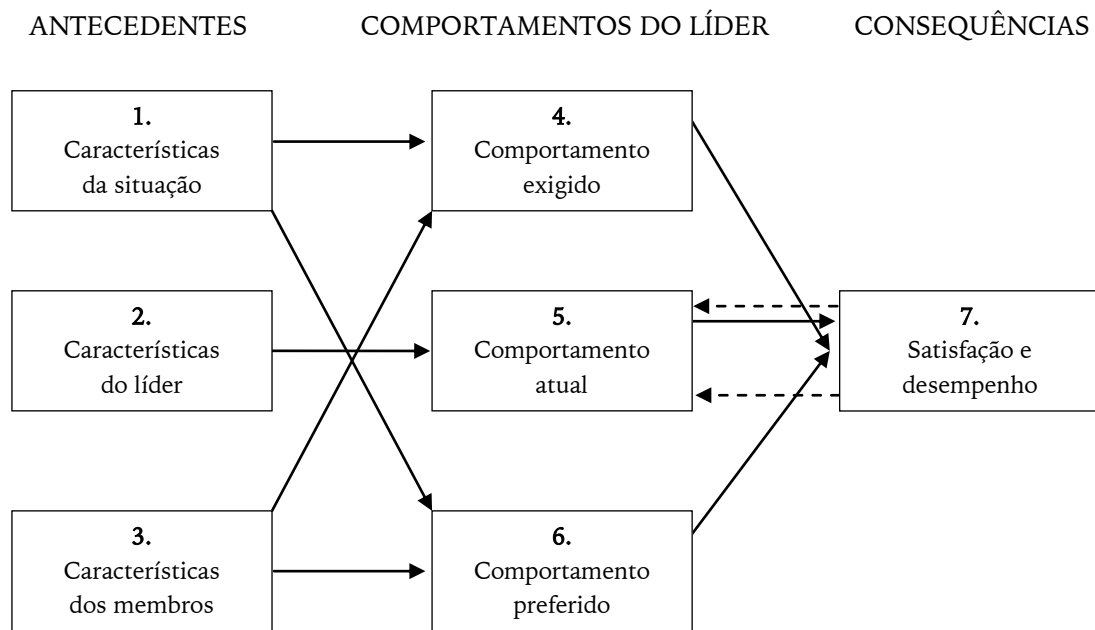 ANTECEDENTES
COMPORTAMENTOS DO LÍDER
CONSEQUÊNCIAS
1.
Características
da situação
4.
Comportamento
exigido
2.
Características
do líder
5.
Comportamento
atual
7.
Satisfação e
desempenho
3.
Características
dos membros
6.
Comportamento
preferido